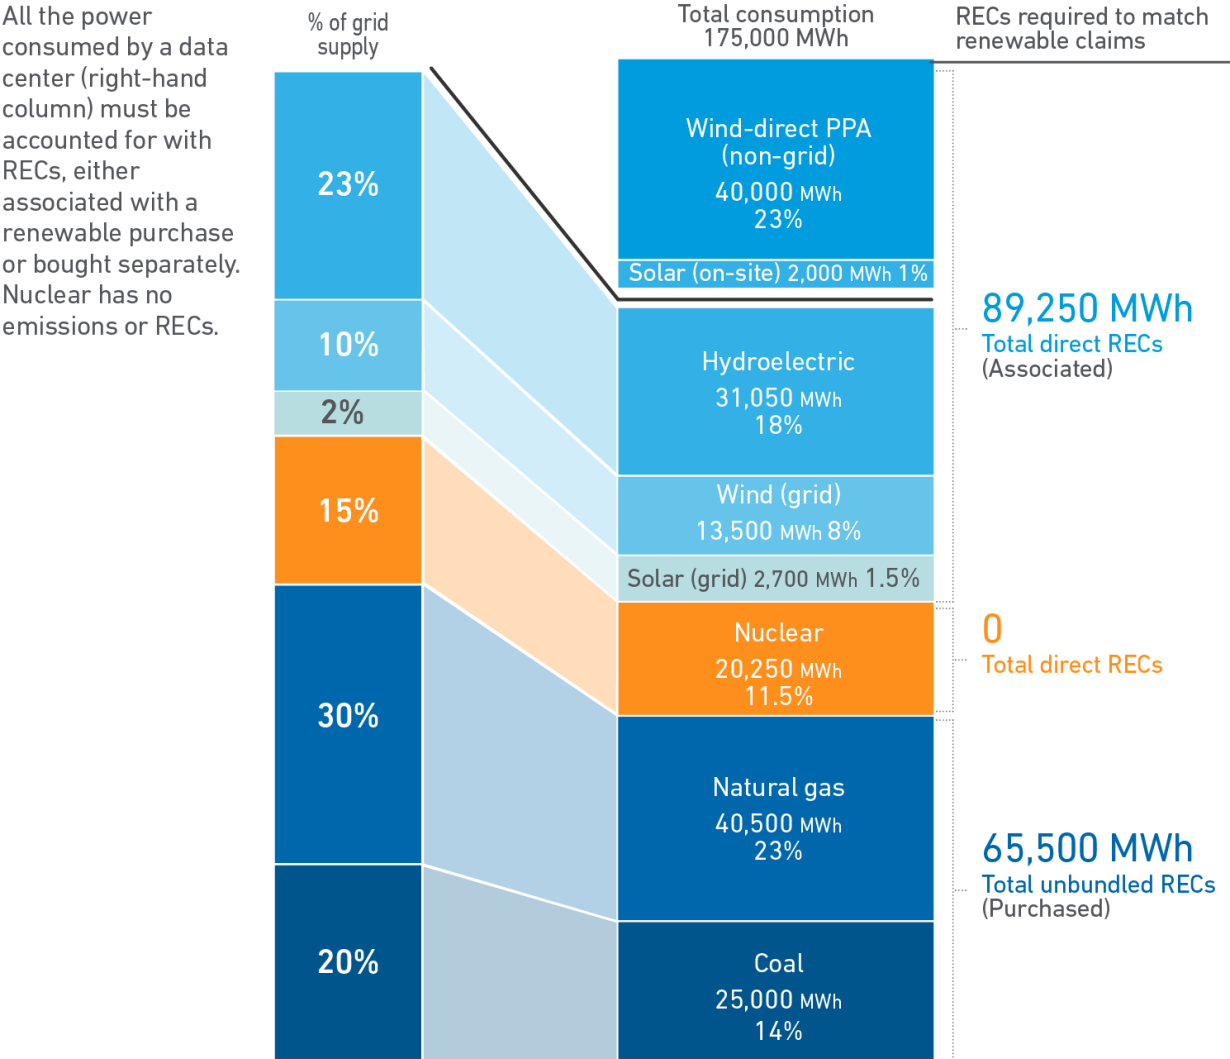 All the power
consumed by a data
center (right-hand
column) must be
accounted for with
RECs, either
associated with a
renewable purchase
or bought separately.
Nuclear has no
emissions or RECs.
% of grid
supply
23%
10%
2%
15%
30%
20%
Total consumption
175,000 MWh
Wind-direct PPA
(non-grid)
40,000 MWh
23%
Solar (on-site) 2,000 MWh 1%
Hydroelectric
31,050 MWh
18%
Wind (grid)
13,500 MWh 8%
Solar (grid) 2,700 MWh 1.5%
Nuclear
20,250 MWh
11.5%
Natural gas
40,500 MWh
23%
Coal
25,000 MWh
14%
RECs required to match
renewable claims
89,250 MWh
Total direct RECs
(Associated)
0
Total direct RECs
65,500 MWh
Total unbundled RECs
(Purchased)